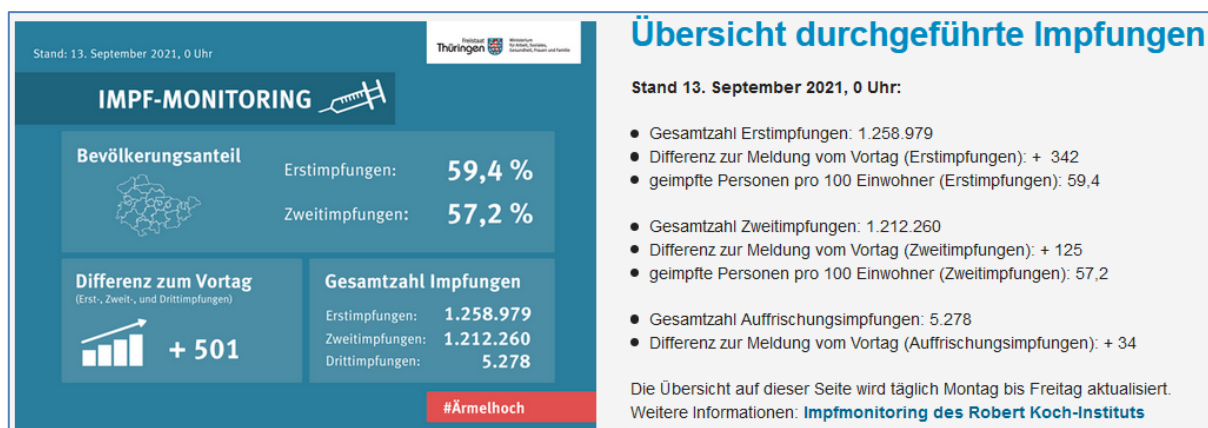 Stand: 13. September 2021, 0 Uhr
Freistaat
Thüringen
Ministerium
für Arbeit, Soziales,
Gesundheit, Frauen und Familie
IMPF-MONITORING
Bevölkerungsanteil
Erstimpfungen: 59,4 %
Zweitimpfungen: 57,2 %
Differenz zum Vortag
(Erst-, Zweit-, und Drittimpfungen)
+ 501
Gesamtzahl Impfungen
Erstimpfungen: 1.258.979
Zweitimpfungen: 1.212.260
Drittimpfungen: 5.278
#Ärmelhoch
Übersicht durchgeführte Impfungen
Stand 13. September 2021, 0 Uhr:
● Gesamtzahl Erstimpfungen: 1.258.979
● Differenz zur Meldung vom Vortag (Erstimpfungen): + 342
● geimpfte Personen pro 100 Einwohner (Erstimpfungen): 59,4
● Gesamtzahl Zweitimpfungen: 1.212.260
● Differenz zur Meldung vom Vortag (Zweitimpfungen): + 125
● geimpfte Personen pro 100 Einwohner (Zweitimpfungen): 57,2
● Gesamtzahl Auffrischungsimpfungen: 5.278
● Differenz zur Meldung vom Vortag (Auffrischungsimpfungen): + 34
Die Übersicht auf dieser Seite wird täglich Montag bis Freitag aktualisiert.
Weitere Informationen: Impfmonitoring des Robert Koch-Instituts